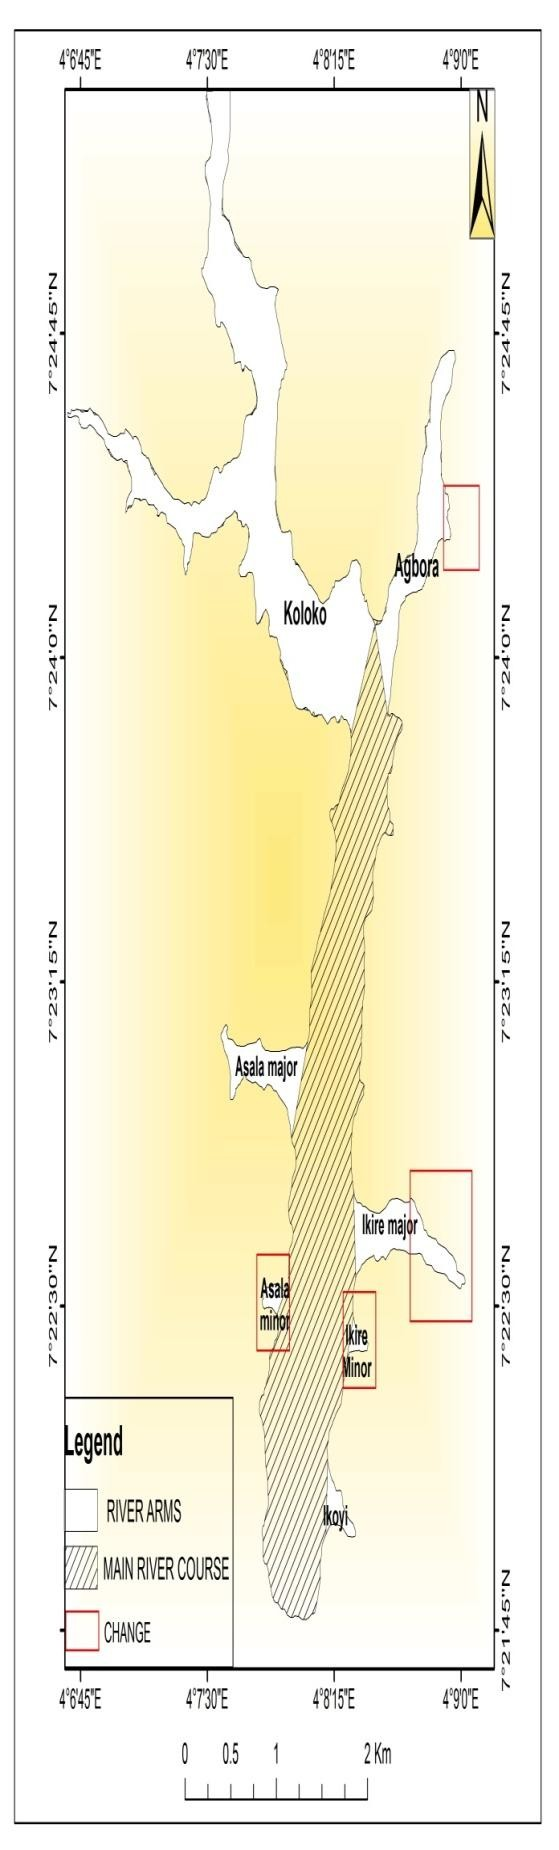 4°6'45"E 4°7'30"E 4°8'15"E 4°9'0"E
N
7°24'45"N 7°24'45"N
Agbora
Koloko
7°24'0"N 7°24'0"N
7°23'15"N 7°23'15"N
Asala major
Ikire major
7°22'30"N 7°22'30"N
Asala
minor
Ikire
Minor
Legend
RIVER ARMS
Ikoyi
MAIN RIVER COURSE
CHANGE
7°21'45"N
4°6'45"E 4°7'30"E 4°8'15"E 4°9'0"E
0 0.5 1 2 Km